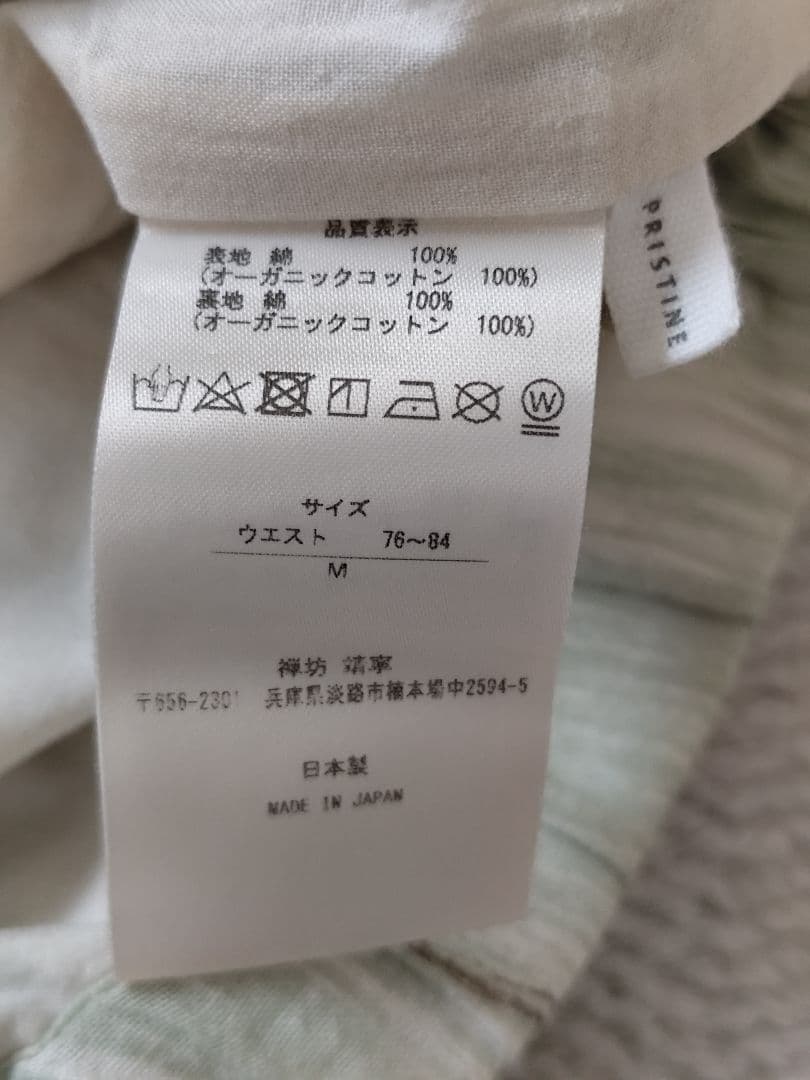 品質表示
表地 綿 100%
(オーガニックコットン 100%)
裏地 綿 100%
(オーガニックコットン 100%)
W
サイズ
ウエスト 76～84
M
禅坊 靖寧
〒656-2301 兵庫県淡路市楠本場中2594-5
日本製
MADE IN JAPAN
PRISTINE